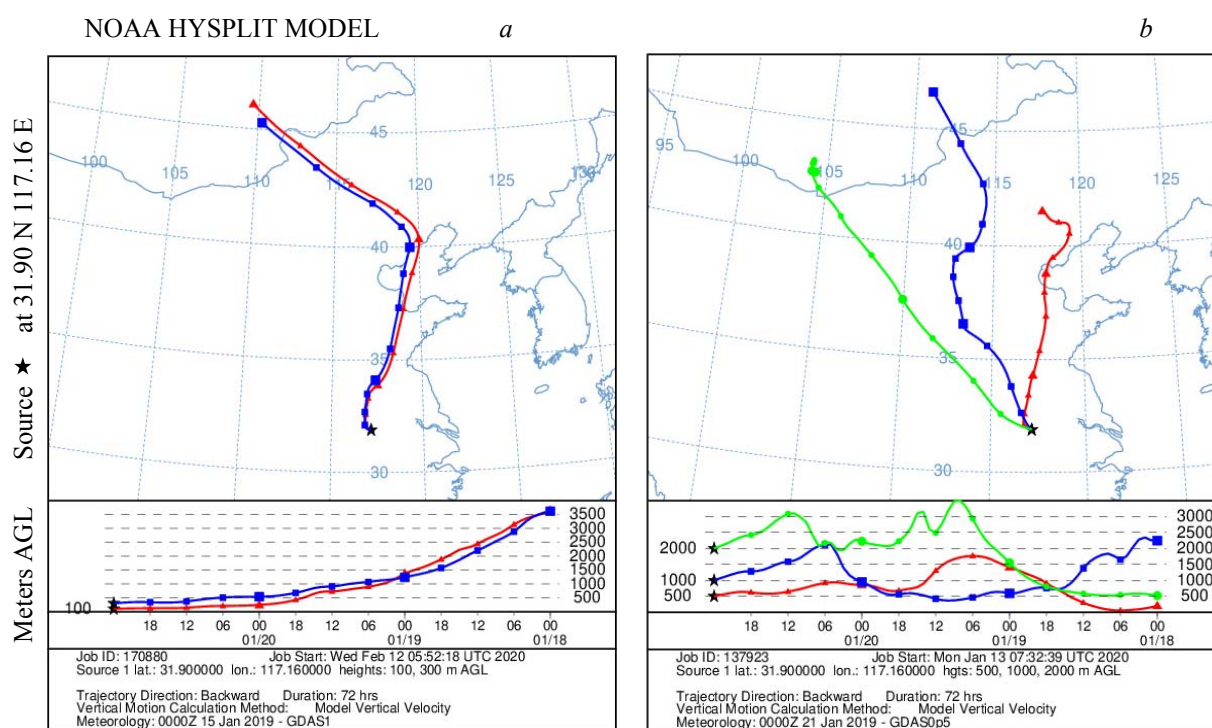 NOAA HYSPLIT MODEL
a
b
Source ★ at 31.90 N 117.16 E
Meters AGL
100
105
110
115
120
125
130
45
40
35
30
95
100
105
110
115
120
125
45
40
35
30
3500
3000
2500
2000
1500
1000
500
100
18 12 06 00 18 12 06 00 18 12 06 00
01/20 01/19 01/18
3000
2500
2000
1500
1000
500
2000
1000
500
18 12 06 00 18 12 06 00 18 12 06 00
01/20 01/19 01/18
Job ID: 170880 Job Start: Wed Feb 12 05:52:18 UTC 2020
Source 1 lat.: 31.900000 lon.: 117.160000 heights: 100, 300 m AGL
Trajectory Direction: Backward Duration: 72 hrs
Vertical Motion Calculation Method: Model Vertical Velocity
Meteorology: 0000Z 15 Jan 2019 - GDAS1
Job ID: 137923 Job Start: Mon Jan 13 07:32:39 UTC 2020
Source 1 lat.: 31.900000 lon.: 117.160000 hgts: 500, 1000, 2000 m AGL
Trajectory Direction: Backward Duration: 72 hrs
Vertical Motion Calculation Method: Model Vertical Velocity
Meteorology: 0000Z 21 Jan 2019 - GDAS0p5